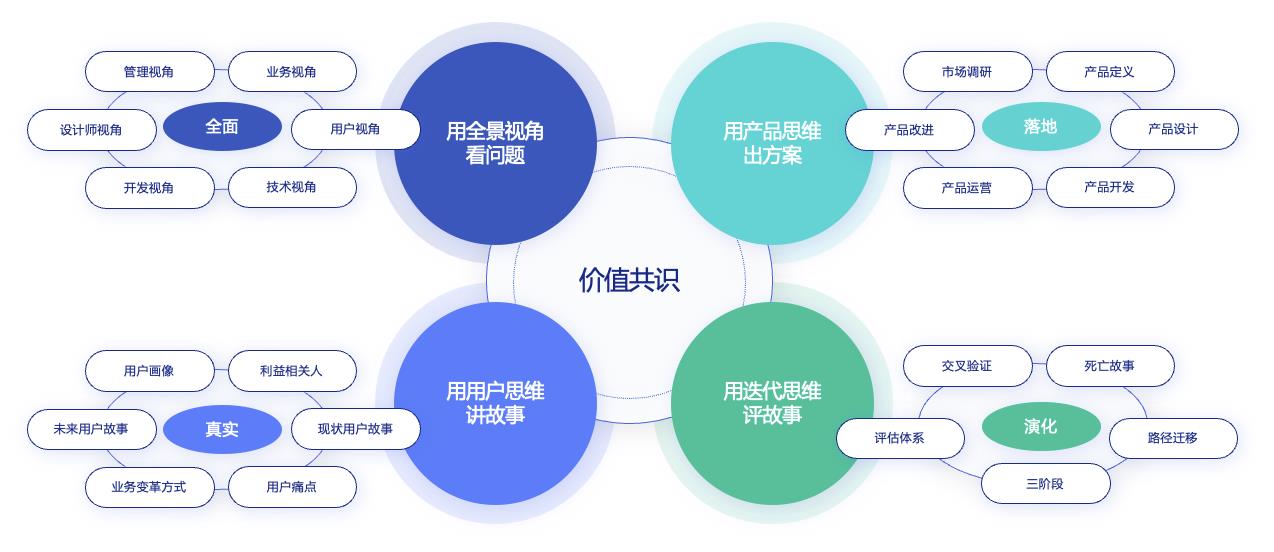 管理视角
业务视角
设计师视角
全面
用户视角
开发视角
技术视角
用全景视角
看问题
用产品思维
出方案
市场调研
产品定义
产品改进
落地
产品设计
产品运营
产品开发
价值共识
用户画像
利益相关人
未来用户故事
真实
现状用户故事
业务变革方式
用户痛点
用用户思维
讲故事
用迭代思维
评故事
交叉验证
死亡故事
评估体系
演化
路径迁移
三阶段